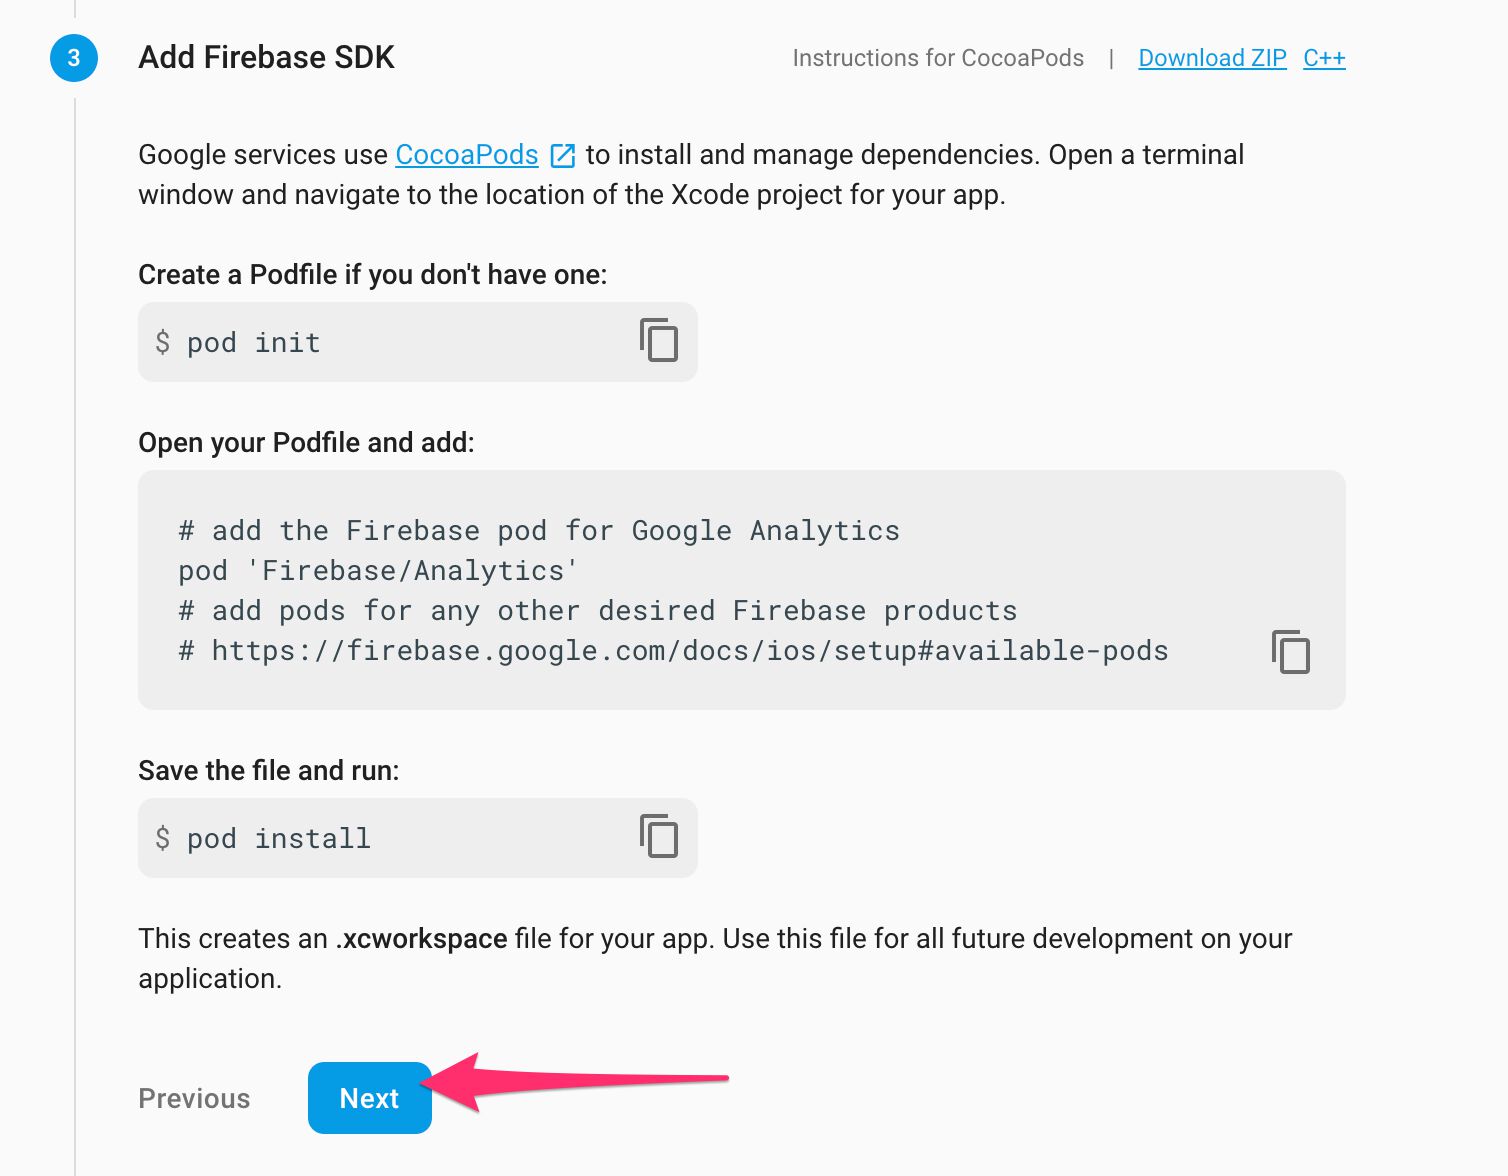 3
Add Firebase SDK
Instructions for CocoaPods | Download ZIP C++
Google services use CocoaPods to install and manage dependencies. Open a terminal
window and navigate to the location of the Xcode project for your app.
Create a Podfile if you don't have one:
$ pod init
Open your Podfile and add:
# add the Firebase pod for Google Analytics
pod 'Firebase/Analytics'
# add pods for any other desired Firebase products
# https://firebase.google.com/docs/ios/setup#available-pods
Save the file and run:
$ pod install
This creates an .xcworkspace file for your app. Use this file for all future development on your
application.
Previous
Next